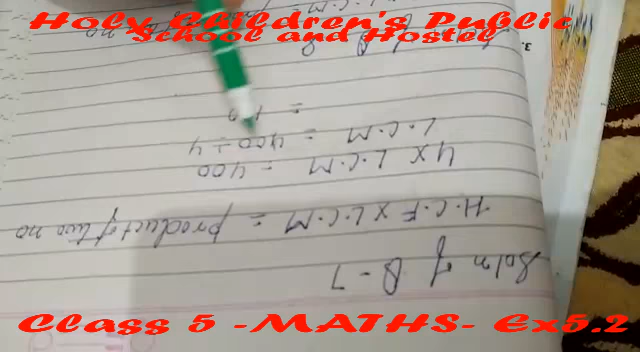 Holy Children's Public
School and Hostel
Soln of Q-7
H.C.F x L.C.M = product of two no
4 x L.C.M = 400
L.C.M = 400 ÷ 4
=
Class 5 -MATHS- Ex5.2